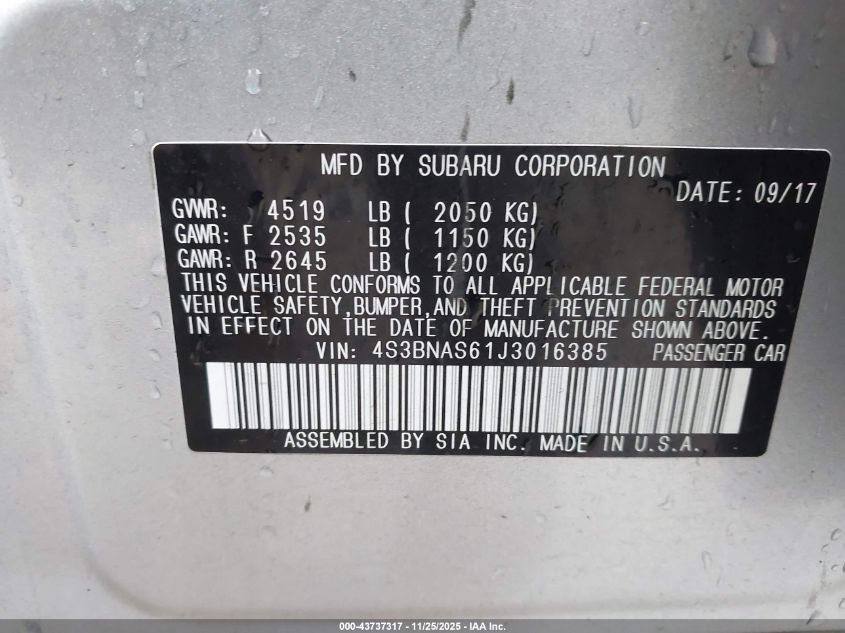 MFD BY SUBARU CORPORATION
DATE: 09/17
GVWR: 4519 LB ( 2050 KG)
GAWR: F 2535 LB ( 1150 KG)
GAWR: R 2645 LB ( 1200 KG)
THIS VEHICLE CONFORMS TO ALL APPLICABLE FEDERAL MOTOR
VEHICLE SAFETY, BUMPER, AND THEFT PREVENTION STANDARDS
IN EFFECT ON THE DATE OF MANUFACTURE SHOWN ABOVE.
VIN: 4S3BNAS61J3016385 PASSENGER CAR
ASSEMBLED BY SIA INC. MADE IN U.S.A.
000-43737317 - 11/25/2025 - IAA Inc.